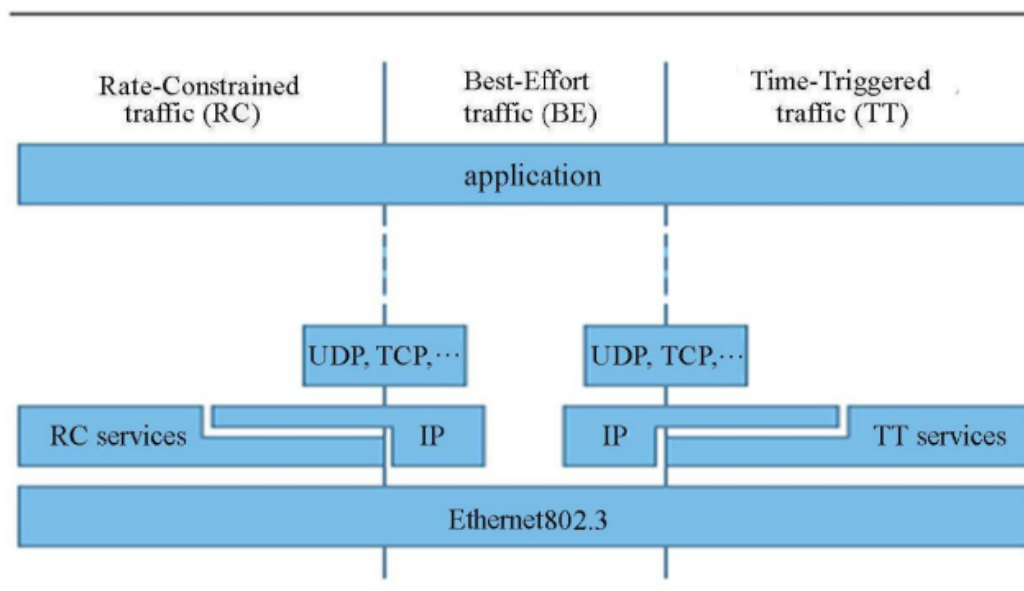 Rate-Constrained
traffic (RC)
Best-Effort
traffic (BE)
Time-Triggered
traffic (TT)
application
UDP, TCP,···
UDP, TCP,···
RC services
IP
IP
TT services
Ethernet802.3